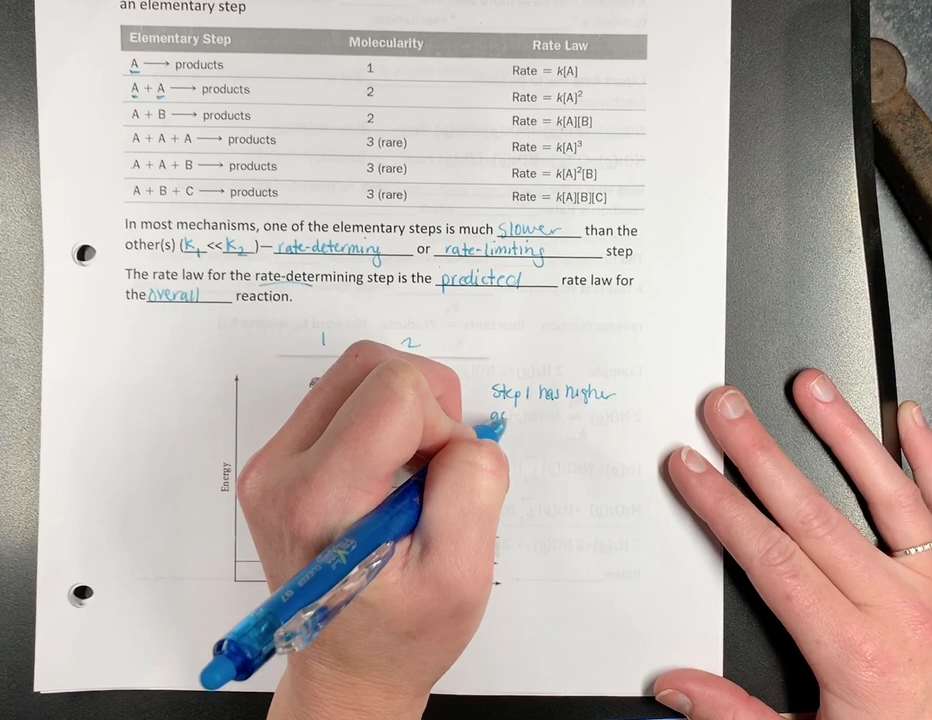 an elementary step
Elementary Step Molecularity Rate Law
A ⟶ products 1 Rate = k[A]
A + A ⟶ products 2 Rate = k[A]²
A + B ⟶ products 2 Rate = k[A][B]
A + A + A ⟶ products 3 (rare) Rate = k[A]³
A + A + B ⟶ products 3 (rare) Rate = k[A]²[B]
A + B + C ⟶ products 3 (rare) Rate = k[A][B][C]
In most mechanisms, one of the elementary steps is much slower than the
other(s) (k₁ << k₂) – rate-determing or rate-limiting step
The rate law for the rate-determining step is the predicted rate law for
the overall reaction.
1 2
Step 1 has higher
Energy